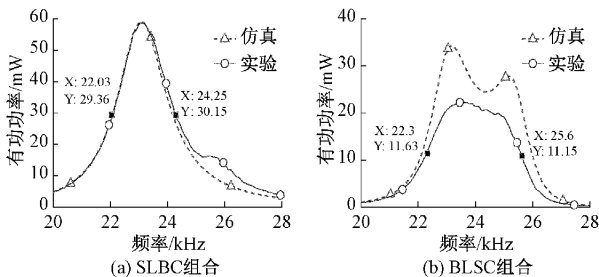 60
50
40
30
20
10
0
有功功率/mW
仿真
实验
X: 22.03
Y: 29.36
X: 24.25
Y: 30.15
20
22
24
26
28
频率/kHz
(a) SLBC组合
40
30
20
10
0
有功功率/mW
仿真
实验
X: 22.3
Y: 11.63
X: 25.6
Y: 11.15
20
22
24
26
28
频率/kHz
(b) BLSC组合